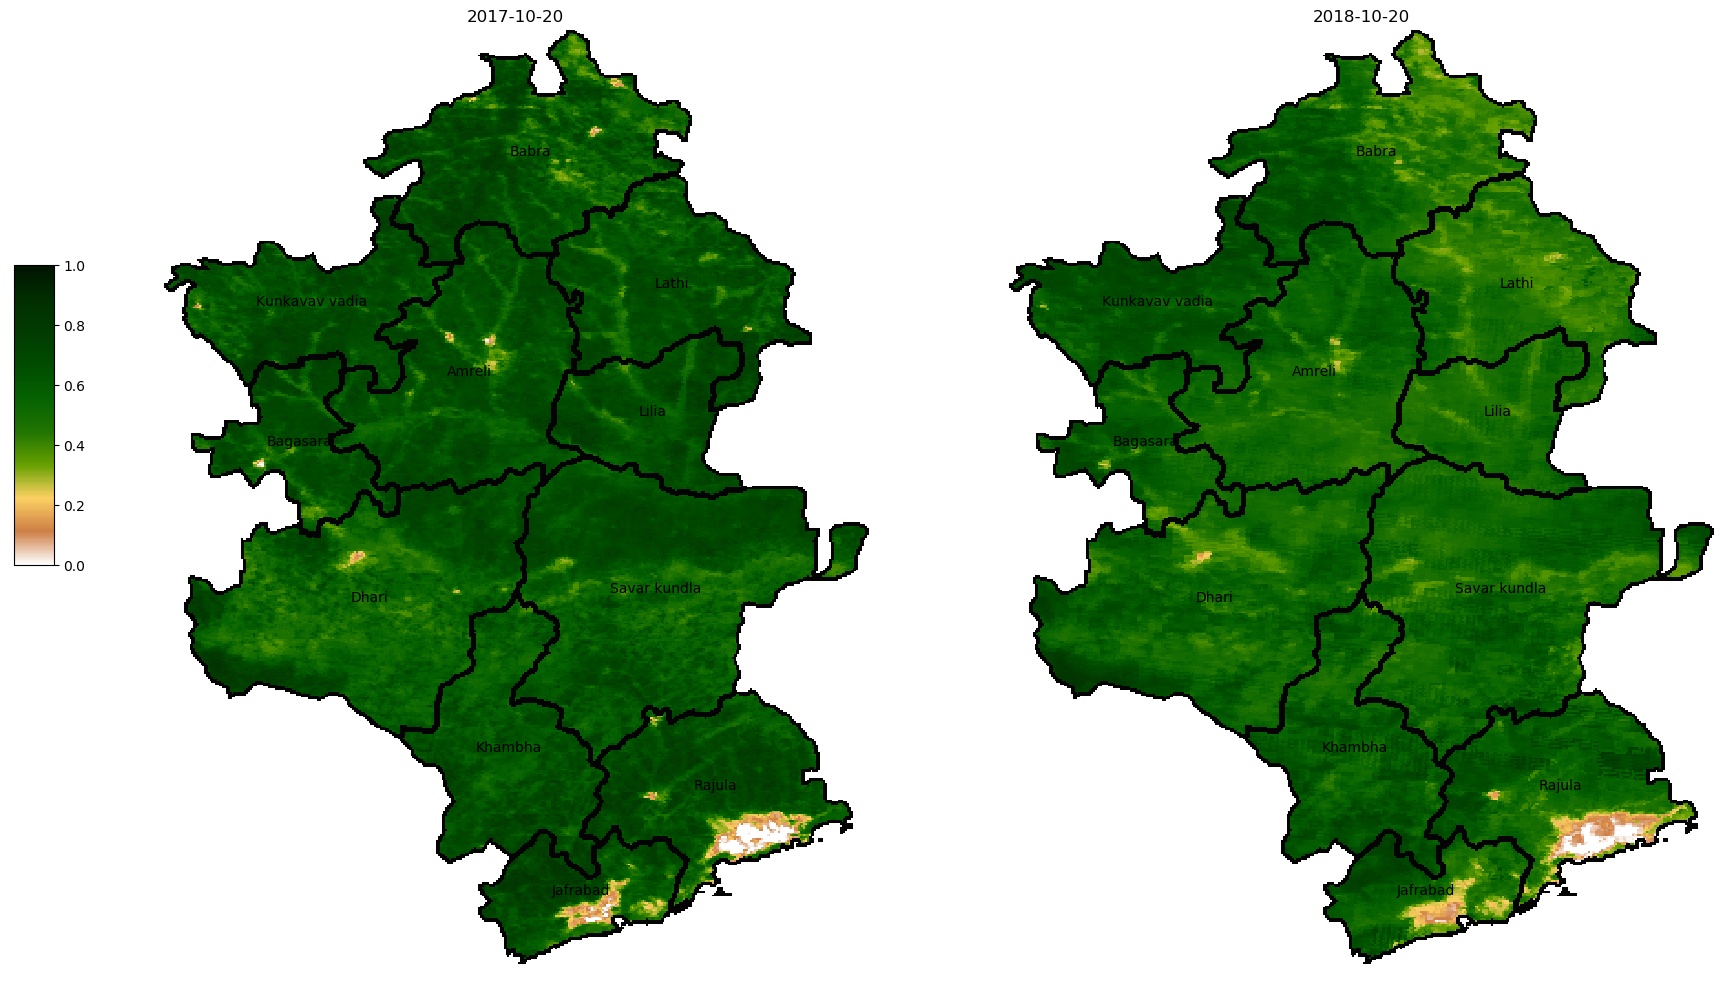 2017-10-20
2018-10-20
Babra
Lathi
Kunkavav vadia
Amreli
Lilia
Bagasara
Dhari
Savar kundla
Khambha
Rajula
Jafrabad
Babra
Lathi
Kunkavav vadia
Amreli
Lilia
Bagasara
Dhari
Savar kundla
Khambha
Rajula
Jafrabad
1.0
0.8
0.6
0.4
0.2
0.0